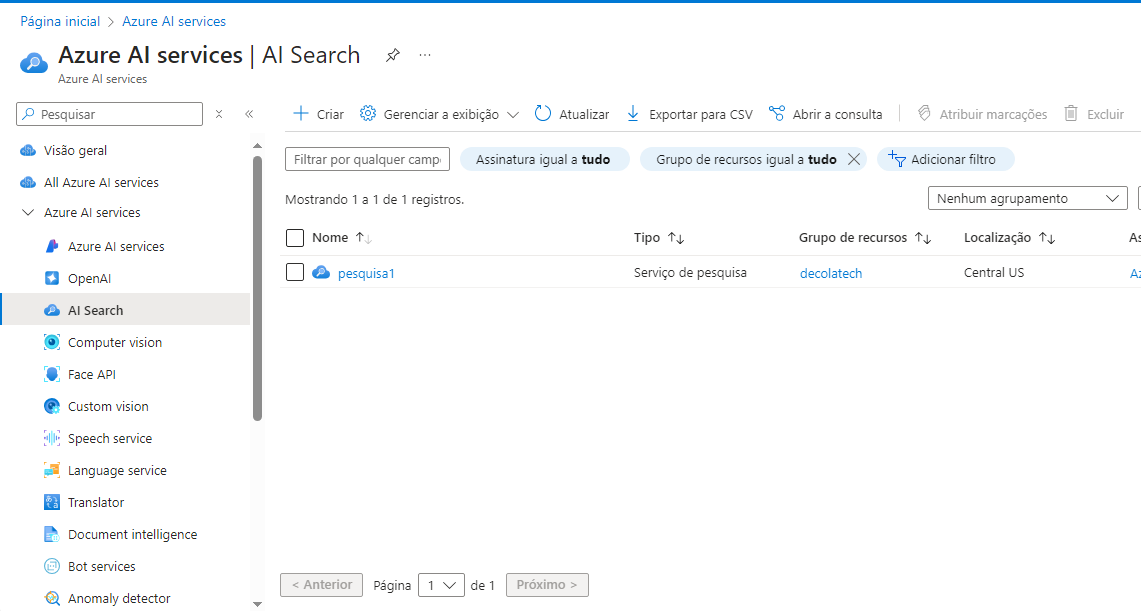 Página inicial > Azure AI services
Azure AI services | AI Search
Azure AI services
Pesquisar
Criar Gerenciar a exibição Atualizar Exportar para CSV Abrir a consulta Atribuir marcações Excluir
Visão geral
All Azure AI services
Azure AI services
Azure AI services
OpenAI
AI Search
Computer vision
Face API
Custom vision
Speech service
Language service
Translator
Document intelligence
Bot services
Anomaly detector
Filtrar por qualquer campo Assinatura igual a tudo Grupo de recursos igual a tudo Adicionar filtro
Mostrando 1 a 1 de 1 registros.
Nenhum agrupamento
Nome Tipo Grupo de recursos Localização
pesquisa1 Serviço de pesquisa decolatech Central US
< Anterior Página 1 de 1 Próximo >